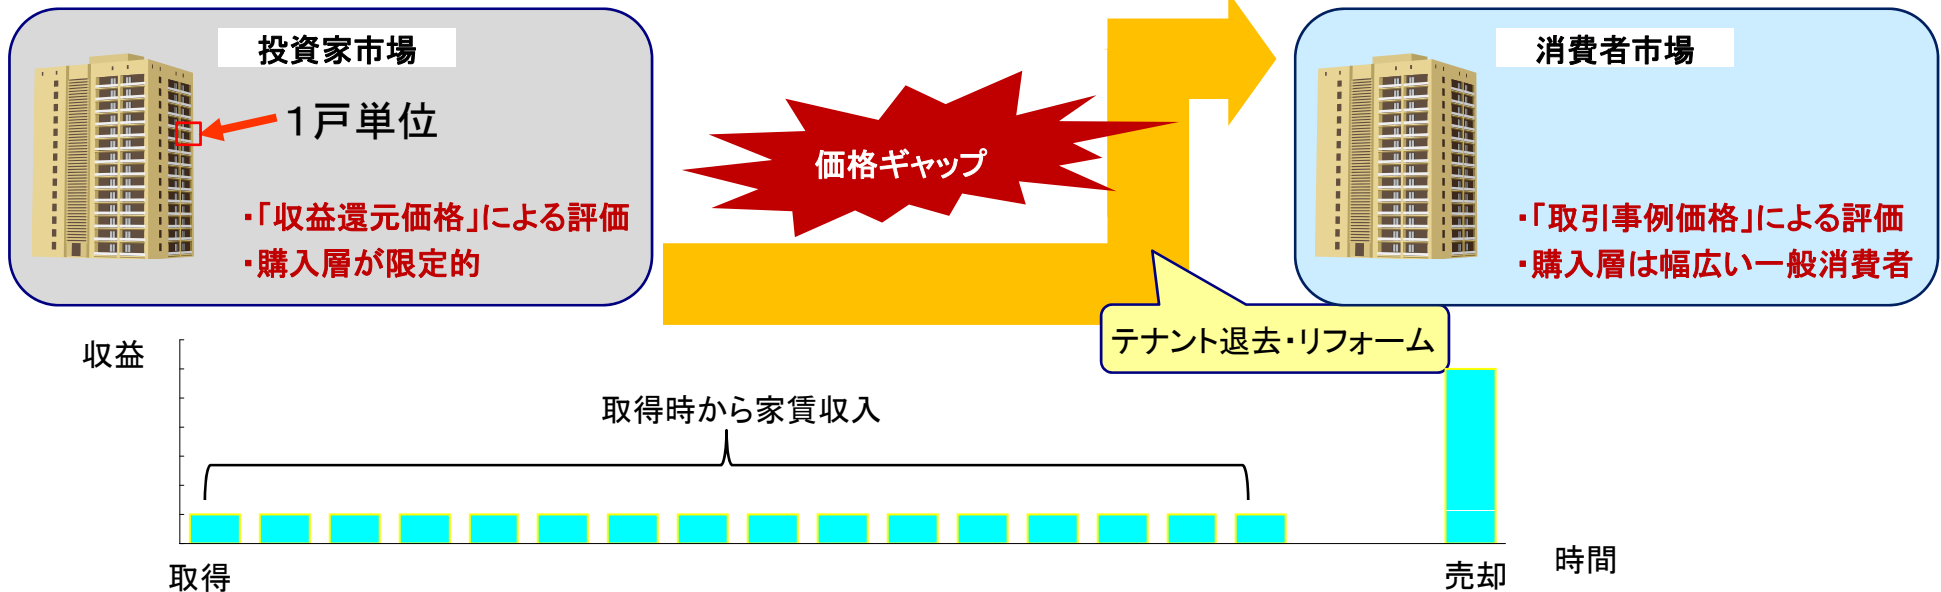 投資家市場
1戸単位
・「収益還元価格」による評価
・購入層が限定的
価格ギャップ
消費者市場
・「取引事例価格」による評価
・購入層は幅広い一般消費者
テナント退去・リフォーム
収益
取得時から家賃収入
取得
売却
時間